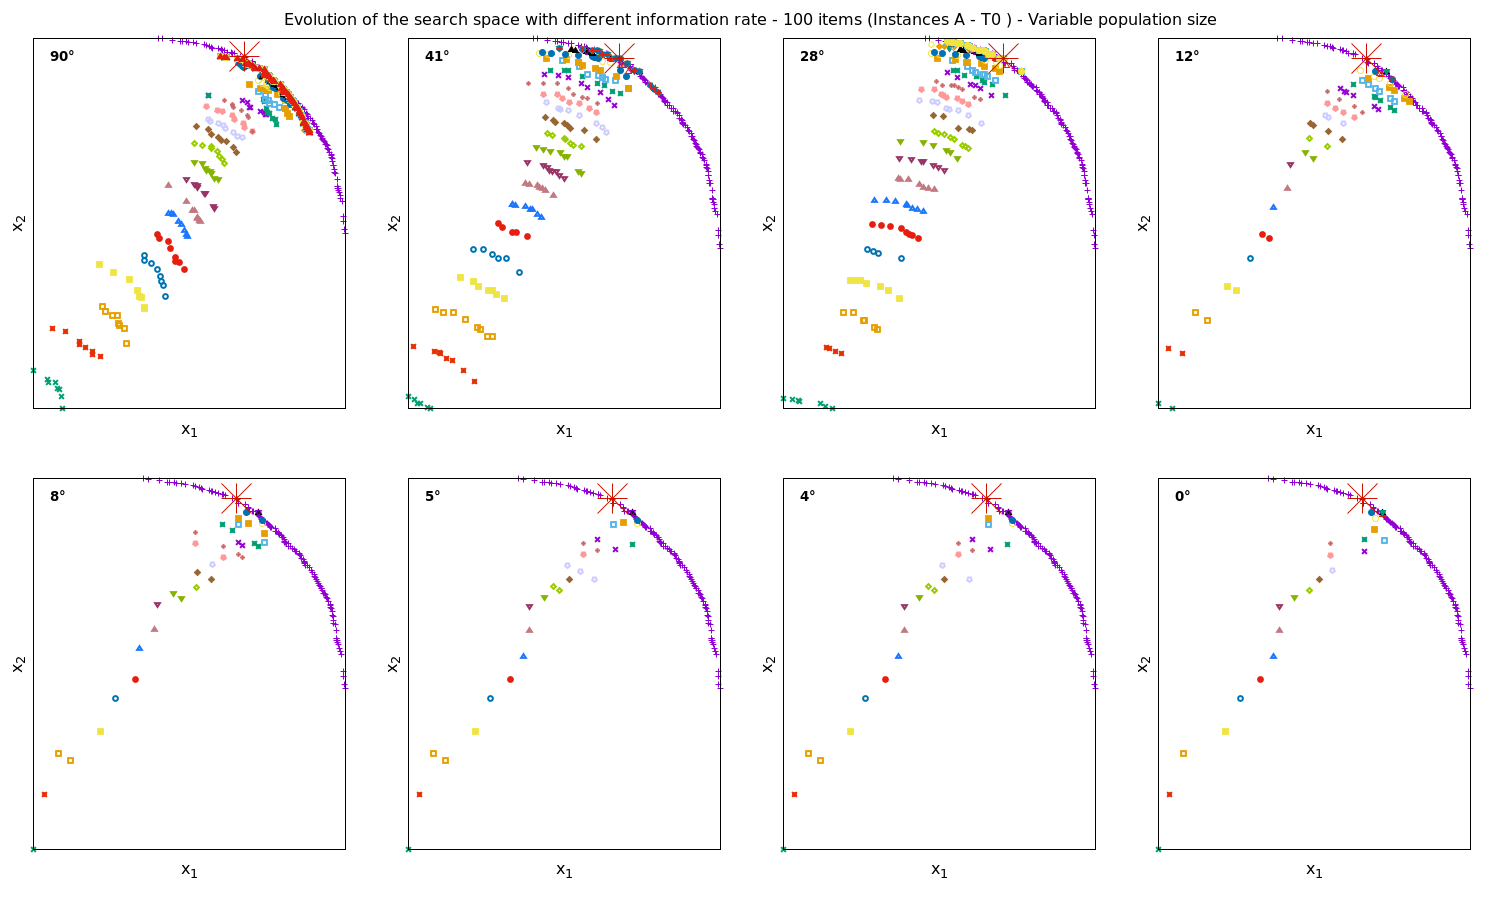 Evolution of the search space with different information rate - 100 items (Instances A - T0 ) - Variable population size
90°
41°
28°
12°
x2
x2
x2
x2
x1
x1
x1
x1
8°
5°
4°
0°
x2
x2
x2
x2
x1
x1
x1
x1